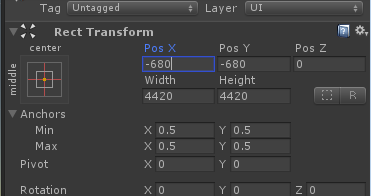 Tag Untagged Layer UI
Rect Transform
center
middle
Pos X Pos Y Pos Z
-680 -680 0
Width Height
4420 4420
R
Anchors
Min X 0.5 Y 0.5
Max X 0.5 Y 0.5
Pivot X 0 Y 0
Rotation X 0 Y 0 Z 0